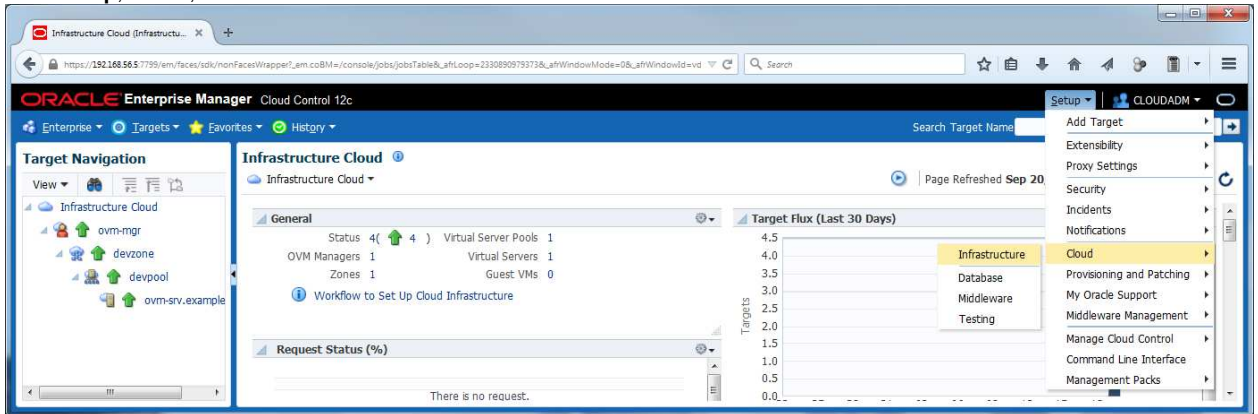 Infrastructure Cloud (Infrastructu...
https://192.168.56.5:7799/em/faces/sdk/nonFacesWrapper?_em.coBM=/console/jobs/jobsTable&_afrLoop=2330890979373&_afrWindowMode=0&_afrWindowId=vd
Search
ORACLE Enterprise Manager Cloud Control 12c
Setup
CLOUDADM
Enterprise Targets Favorites History
Search Target Name
Target Navigation
View
Infrastructure Cloud
ovm-mgr
devzone
devpool
ovm-srv.example
Infrastructure Cloud
Infrastructure Cloud
Page Refreshed Sep 20,
General
Status 4( 4 ) Virtual Server Pools 1
OVM Managers 1 Virtual Servers 1
Zones 1 Guest VMs 0
Workflow to Set Up Cloud Infrastructure
Request Status (%)
There is no request.
Target Flux (Last 30 Days)
Targets
4.5
4.0
3.5
3.0
2.5
2.0
1.5
1.0
0.5
0.0
Infrastructure
Database
Middleware
Testing
Add Target
Extensibility
Proxy Settings
Security
Incidents
Notifications
Cloud
Provisioning and Patching
My Oracle Support
Middleware Management
Manage Cloud Control
Command Line Interface
Management Packs